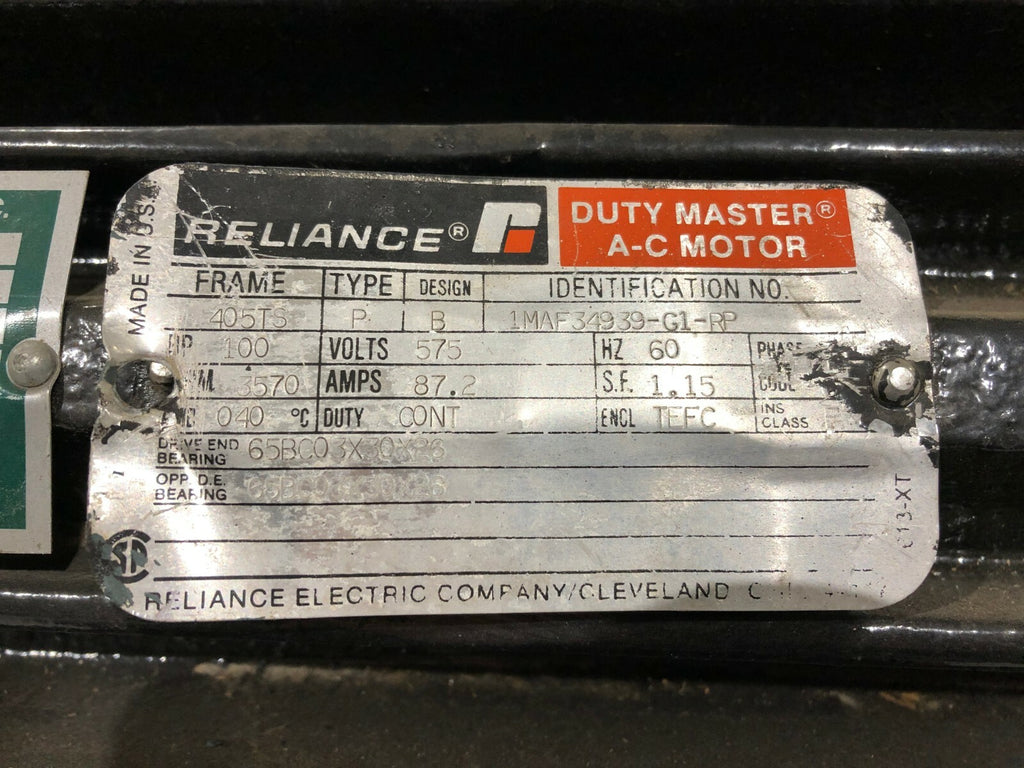 C.
MADE IN U.S.
RELIANCE®
DUTY MASTER®
A-C MOTOR
FRAME TYPE DESIGN IDENTIFICATION NO.
405TS P B 1MAF34939-G1-RP
HP 100 VOLTS 575 HZ 60 PHASE
3570 AMPS 87.2 S.F. 1.15 CODE
040 °C DUTY CONT ENCL TEFC INS CLASS
DRIVE END BEARING 65BC03X30X26
OPP. D.E. BEARING
RELIANCE ELECTRIC COMPANY/CLEVELAND